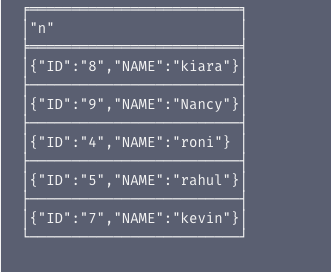 "n"
{"ID":"8","NAME":"kiara"}
{"ID":"9","NAME":"Nancy"}
{"ID":"4","NAME":"roni"}
{"ID":"5","NAME":"rahul"}
{"ID":"7","NAME":"kevin"}